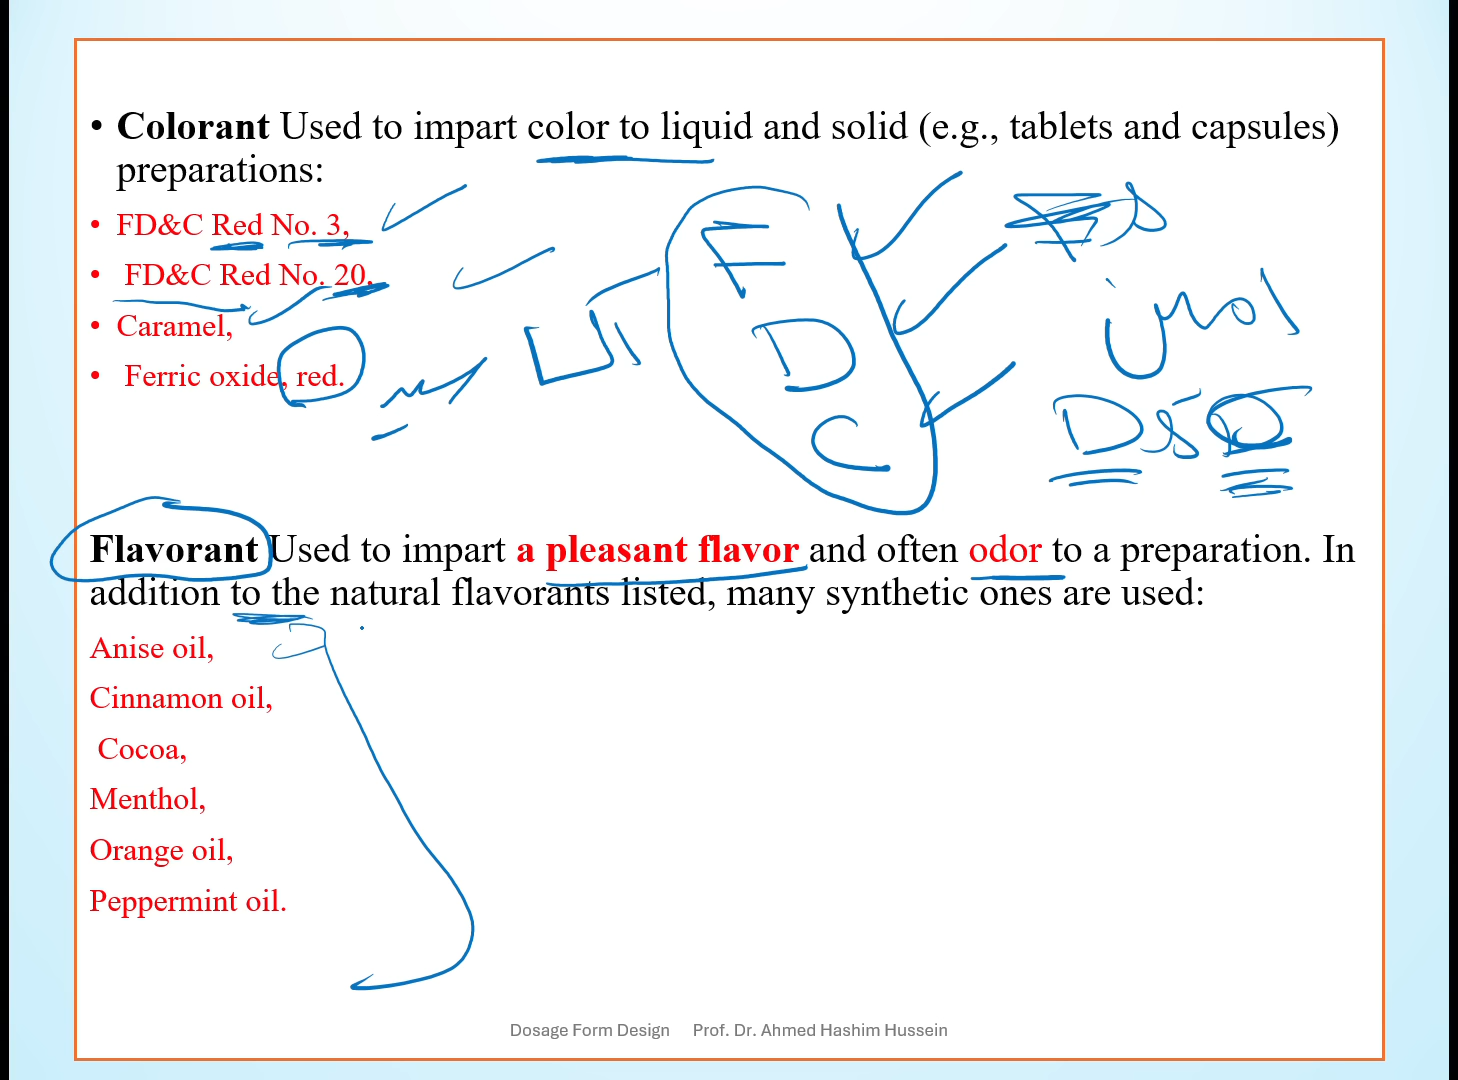 • Colorant Used to impart color to liquid and solid (e.g., tablets and capsules)
preparations:
• FD&C Red No. 3,
• FD&C Red No. 20,
• Caramel,
• Ferric oxide, red.
F
D
C
D & C
Flavorant Used to impart a pleasant flavor and often odor to a preparation. In
addition to the natural flavorants listed, many synthetic ones are used:
Anise oil,
Cinnamon oil,
Cocoa,
Menthol,
Orange oil,
Peppermint oil.
Dosage Form Design Prof. Dr. Ahmed Hashim Hussein